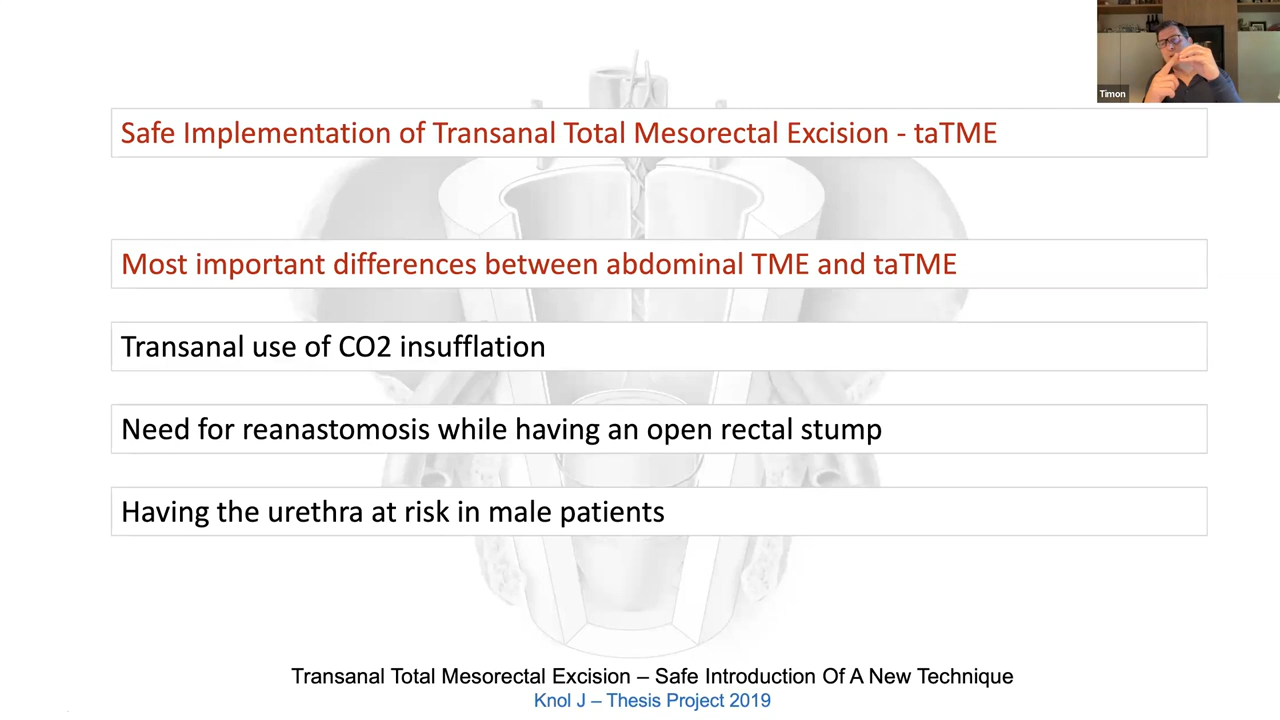 Timon
Safe Implementation of Transanal Total Mesorectal Excision - taTME
Most important differences between abdominal TME and taTME
Transanal use of CO2 insufflation
Need for reanastomosis while having an open rectal stump
Having the urethra at risk in male patients
Transanal Total Mesorectal Excision – Safe Introduction Of A New Technique
Knol J – Thesis Project 2019